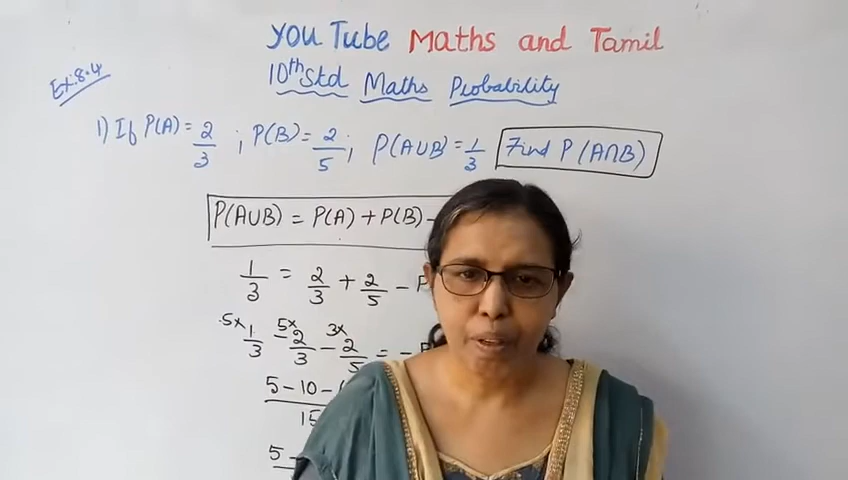 YOU TUBE Maths and Tamil
10th Std Maths Probability
Ex:8.4
1) If P(A) = 2/3 ; P(B) = 2/5 ; P(AUB) = 1/3 Find P(A∩B)
P(AUB) = P(A) + P(B) -
1/3 = 2/3 + 2/5 -
5x 1/3 - 5x 2/3 - 3x 2/5 = -
5 - 10 -
15
5 -